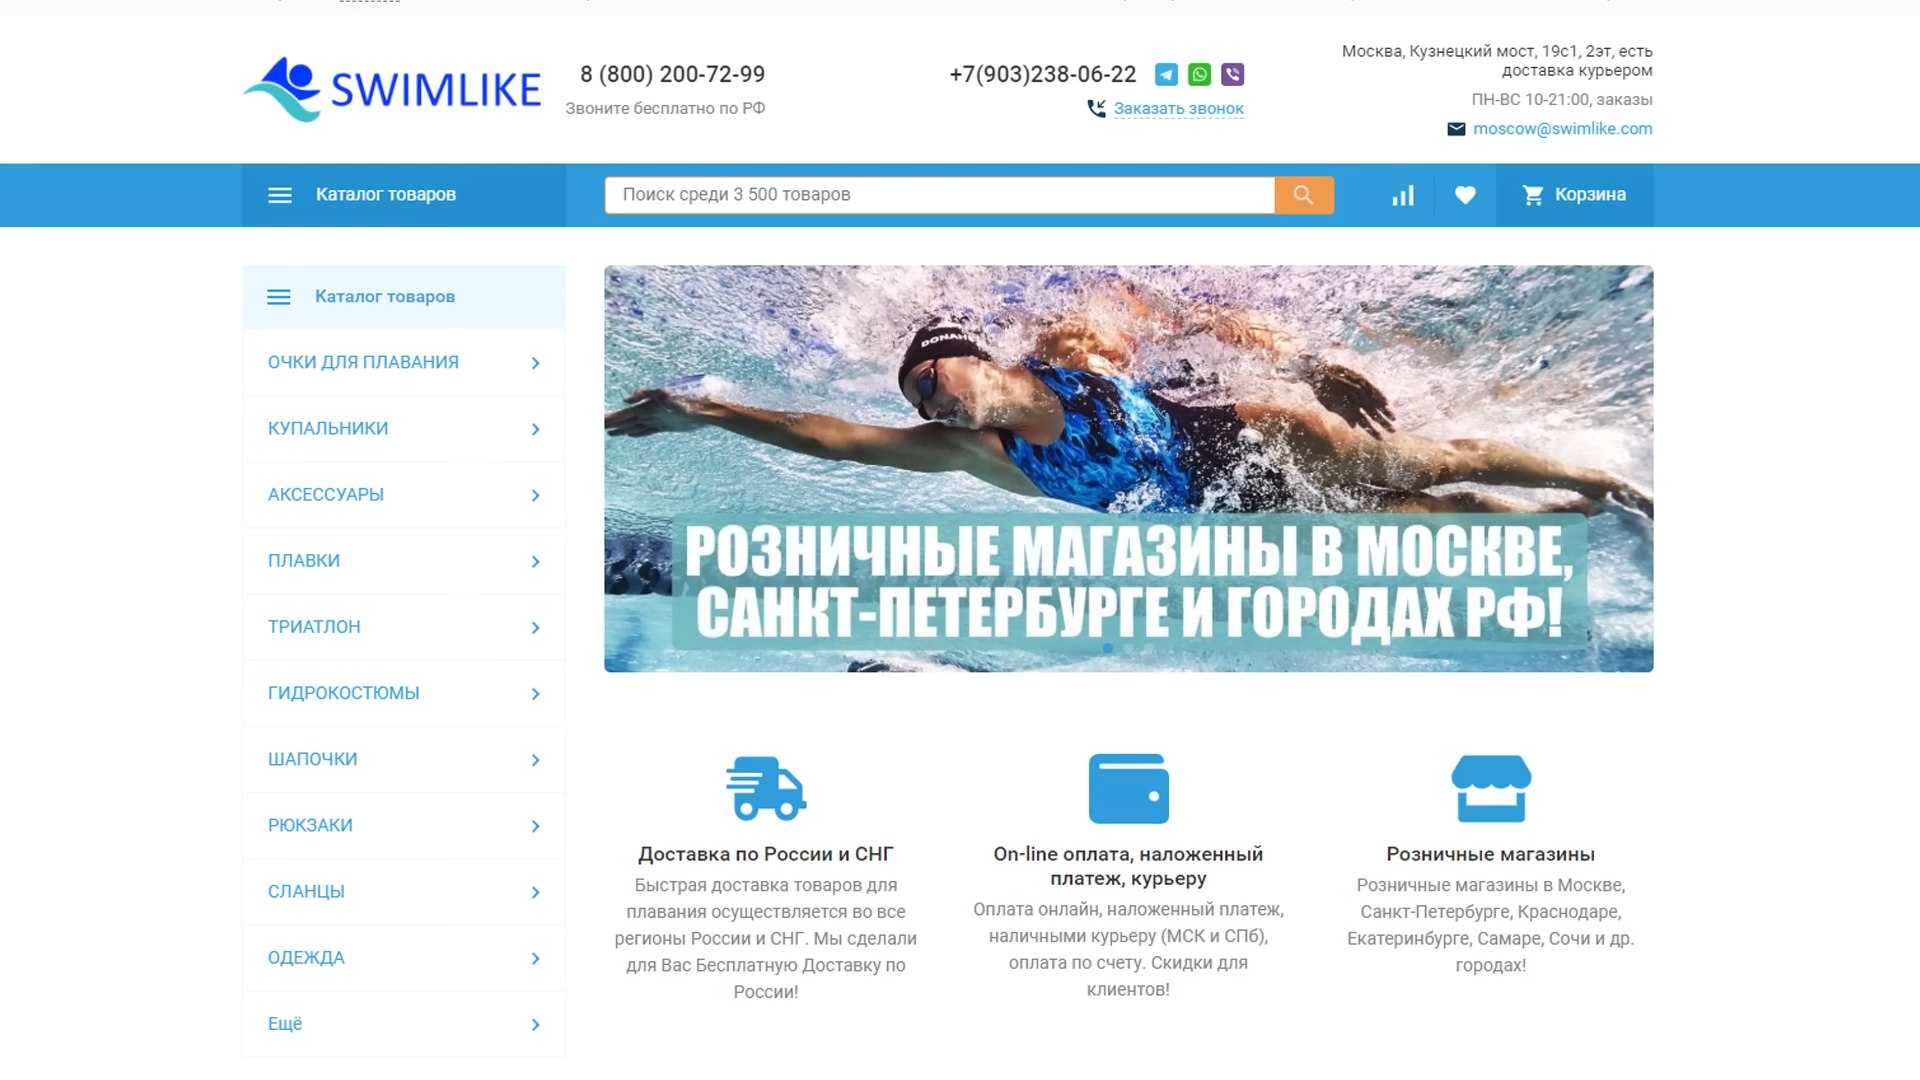 SWIMLIKE
8 (800) 200-72-99
Звоните бесплатно по РФ
+7(903)238-06-22
Заказать звонок
Москва, Кузнецкий мост, 19с1, 2эт, есть
доставка курьером
ПН-ВС 10-21:00, заказы
moscow@swimlike.com
Каталог товаров
Поиск среди 3 500 товаров
Корзина
Каталог товаров
ОЧКИ ДЛЯ ПЛАВАНИЯ
КУПАЛЬНИКИ
АКСЕССУАРЫ
ПЛАВКИ
ТРИАТЛОН
ГИДРОКОСТЮМЫ
ШАПОЧКИ
РЮКЗАКИ
СЛАНЦЫ
ОДЕЖДА
Ещё
РОЗНИЧНЫЕ МАГАЗИНЫ В МОСКВЕ,
САНКТ-ПЕТЕРБУРГЕ И ГОРОДАХ РФ!
Доставка по России и СНГ
Быстрая доставка товаров для
плавания осуществляется во все
регионы России и СНГ. Мы сделали
для Вас Бесплатную Доставку по
России!
On-line оплата, наложенный
платеж, курьеру
Оплата онлайн, наложенный платеж,
наличными курьеру (МСК и СПб),
оплата по счету. Скидки для
клиентов!
Розничные магазины
Розничные магазины в Москве,
Санкт-Петербурге, Краснодаре,
Екатеринбурге, Самаре, Сочи и др.
городах!